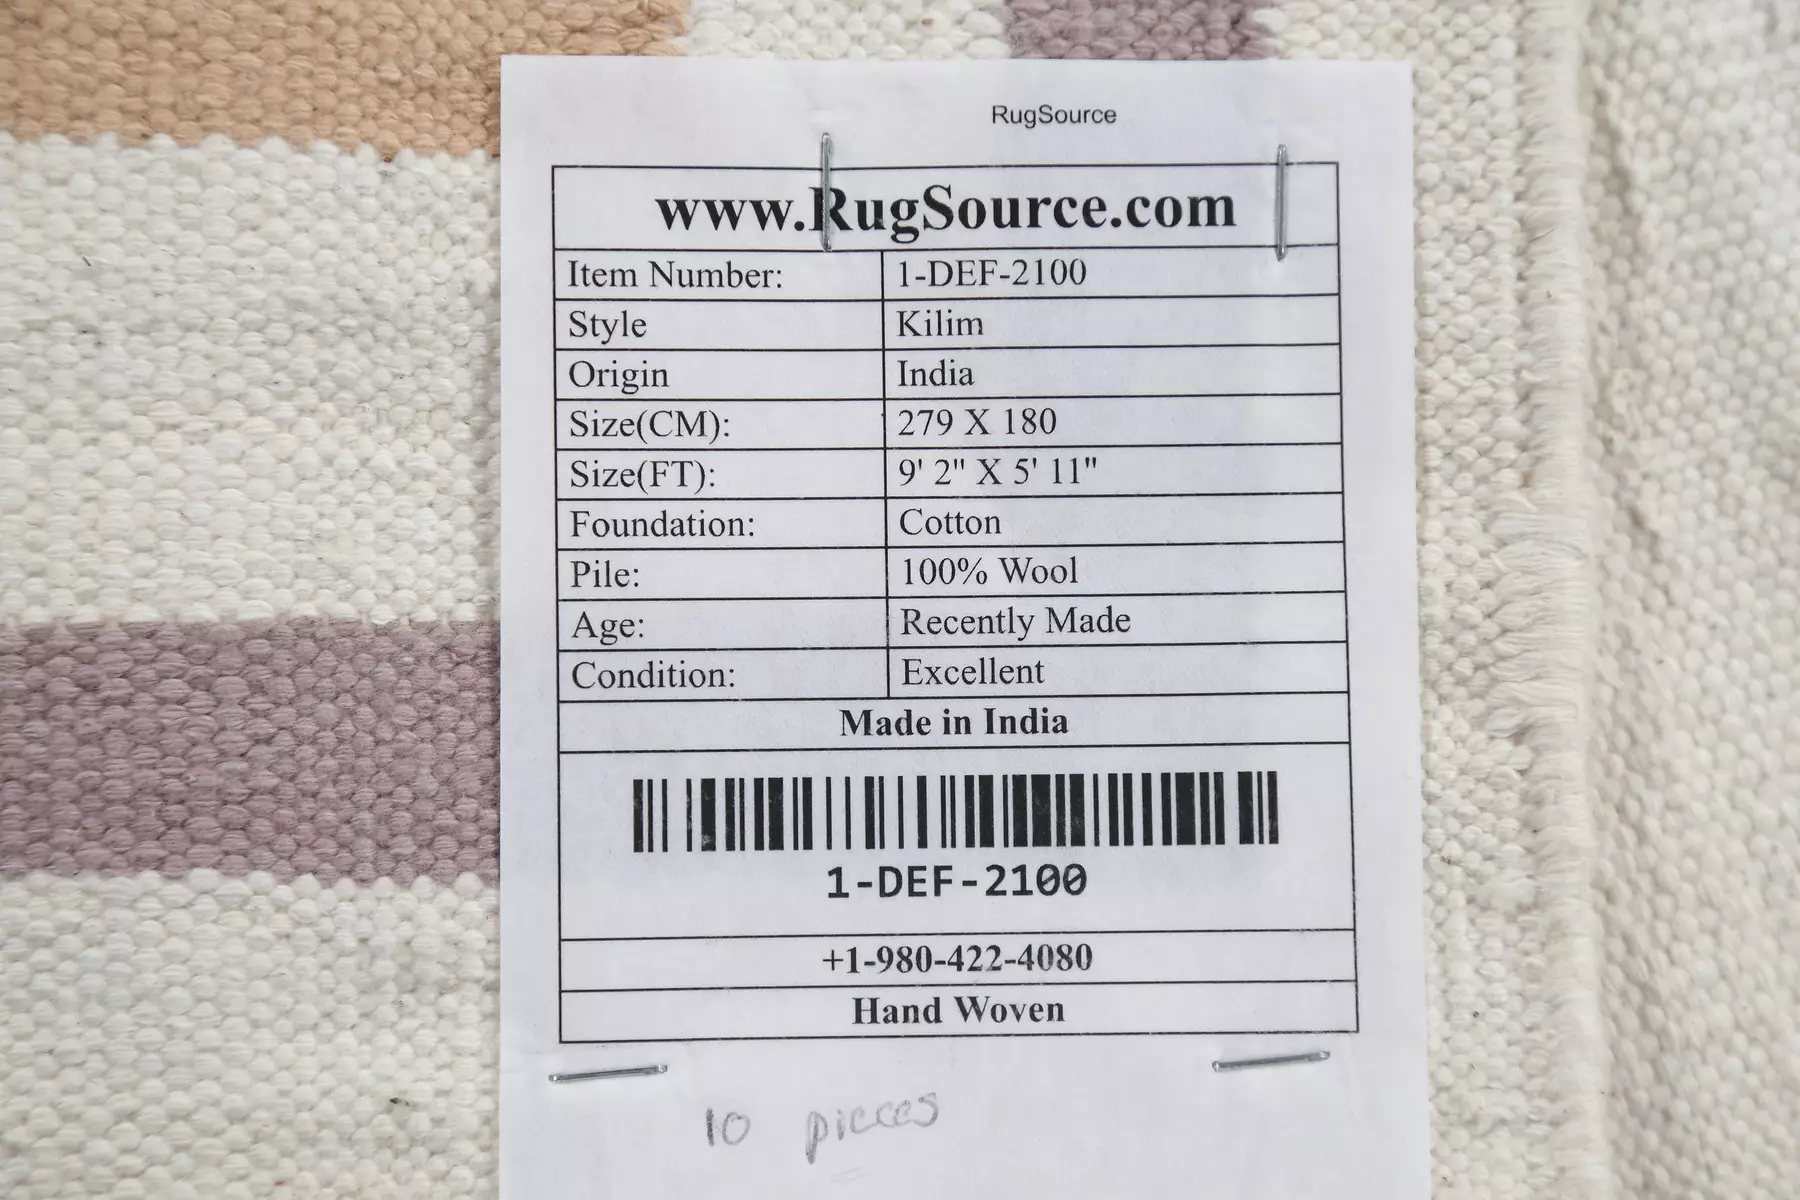 RugSource
www.RugSource.com
Item Number: 1-DEF-2100
Style Kilim
Origin India
Size(CM): 279 X 180
Size(FT): 9' 2" X 5' 11"
Foundation: Cotton
Pile: 100% Wool
Age: Recently Made
Condition: Excellent
Made in India
1-DEF-2100
+1-980-422-4080
Hand Woven
10 pieces